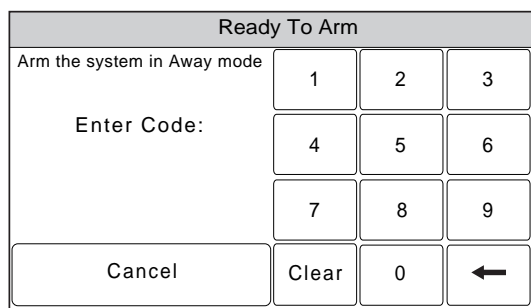 Ready To Arm
Arm the system in Away mode
1 2 3
Enter Code:
4 5 6
7 8 9
Cancel Clear 0